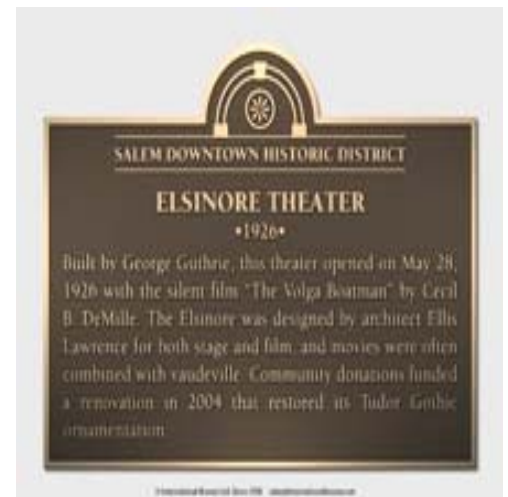 SALEM DOWNTOWN HISTORIC DISTRICT
ELSINORE THEATER
•1926•
Built by George Guthrie, this theater opened on May 28,
1926 with the silent film "The Volga Boatman" by Cecil
B. DeMille. The Elsinore was designed by architect Ellis
Lawrence for both stage and film, and movies were often
combined with vaudeville. Community donations funded
a renovation in 2004 that restored its Tudor Gothic
ornamentation.